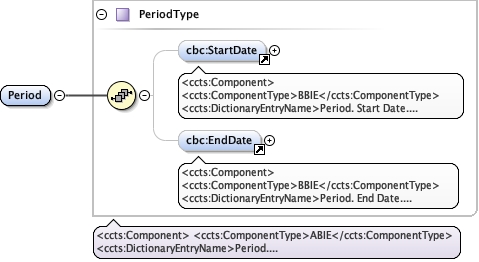 PeriodType
cbc:StartDate
<ccts:Component>
<ccts:ComponentType>BBIE</ccts:ComponentType>
<ccts:DictionaryEntryName>Period. Start Date....
Period
cbc:EndDate
<ccts:Component>
<ccts:ComponentType>BBIE</ccts:ComponentType>
<ccts:DictionaryEntryName>Period. End Date....
<ccts:Component> <ccts:ComponentType>ABIE</ccts:ComponentType>
<ccts:DictionaryEntryName>Period....